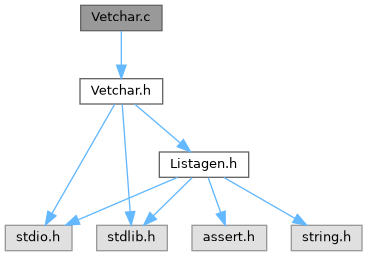 Vetchar.c
Vetchar.h
Listagen.h
stdio.h
stdlib.h
assert.h
string.h